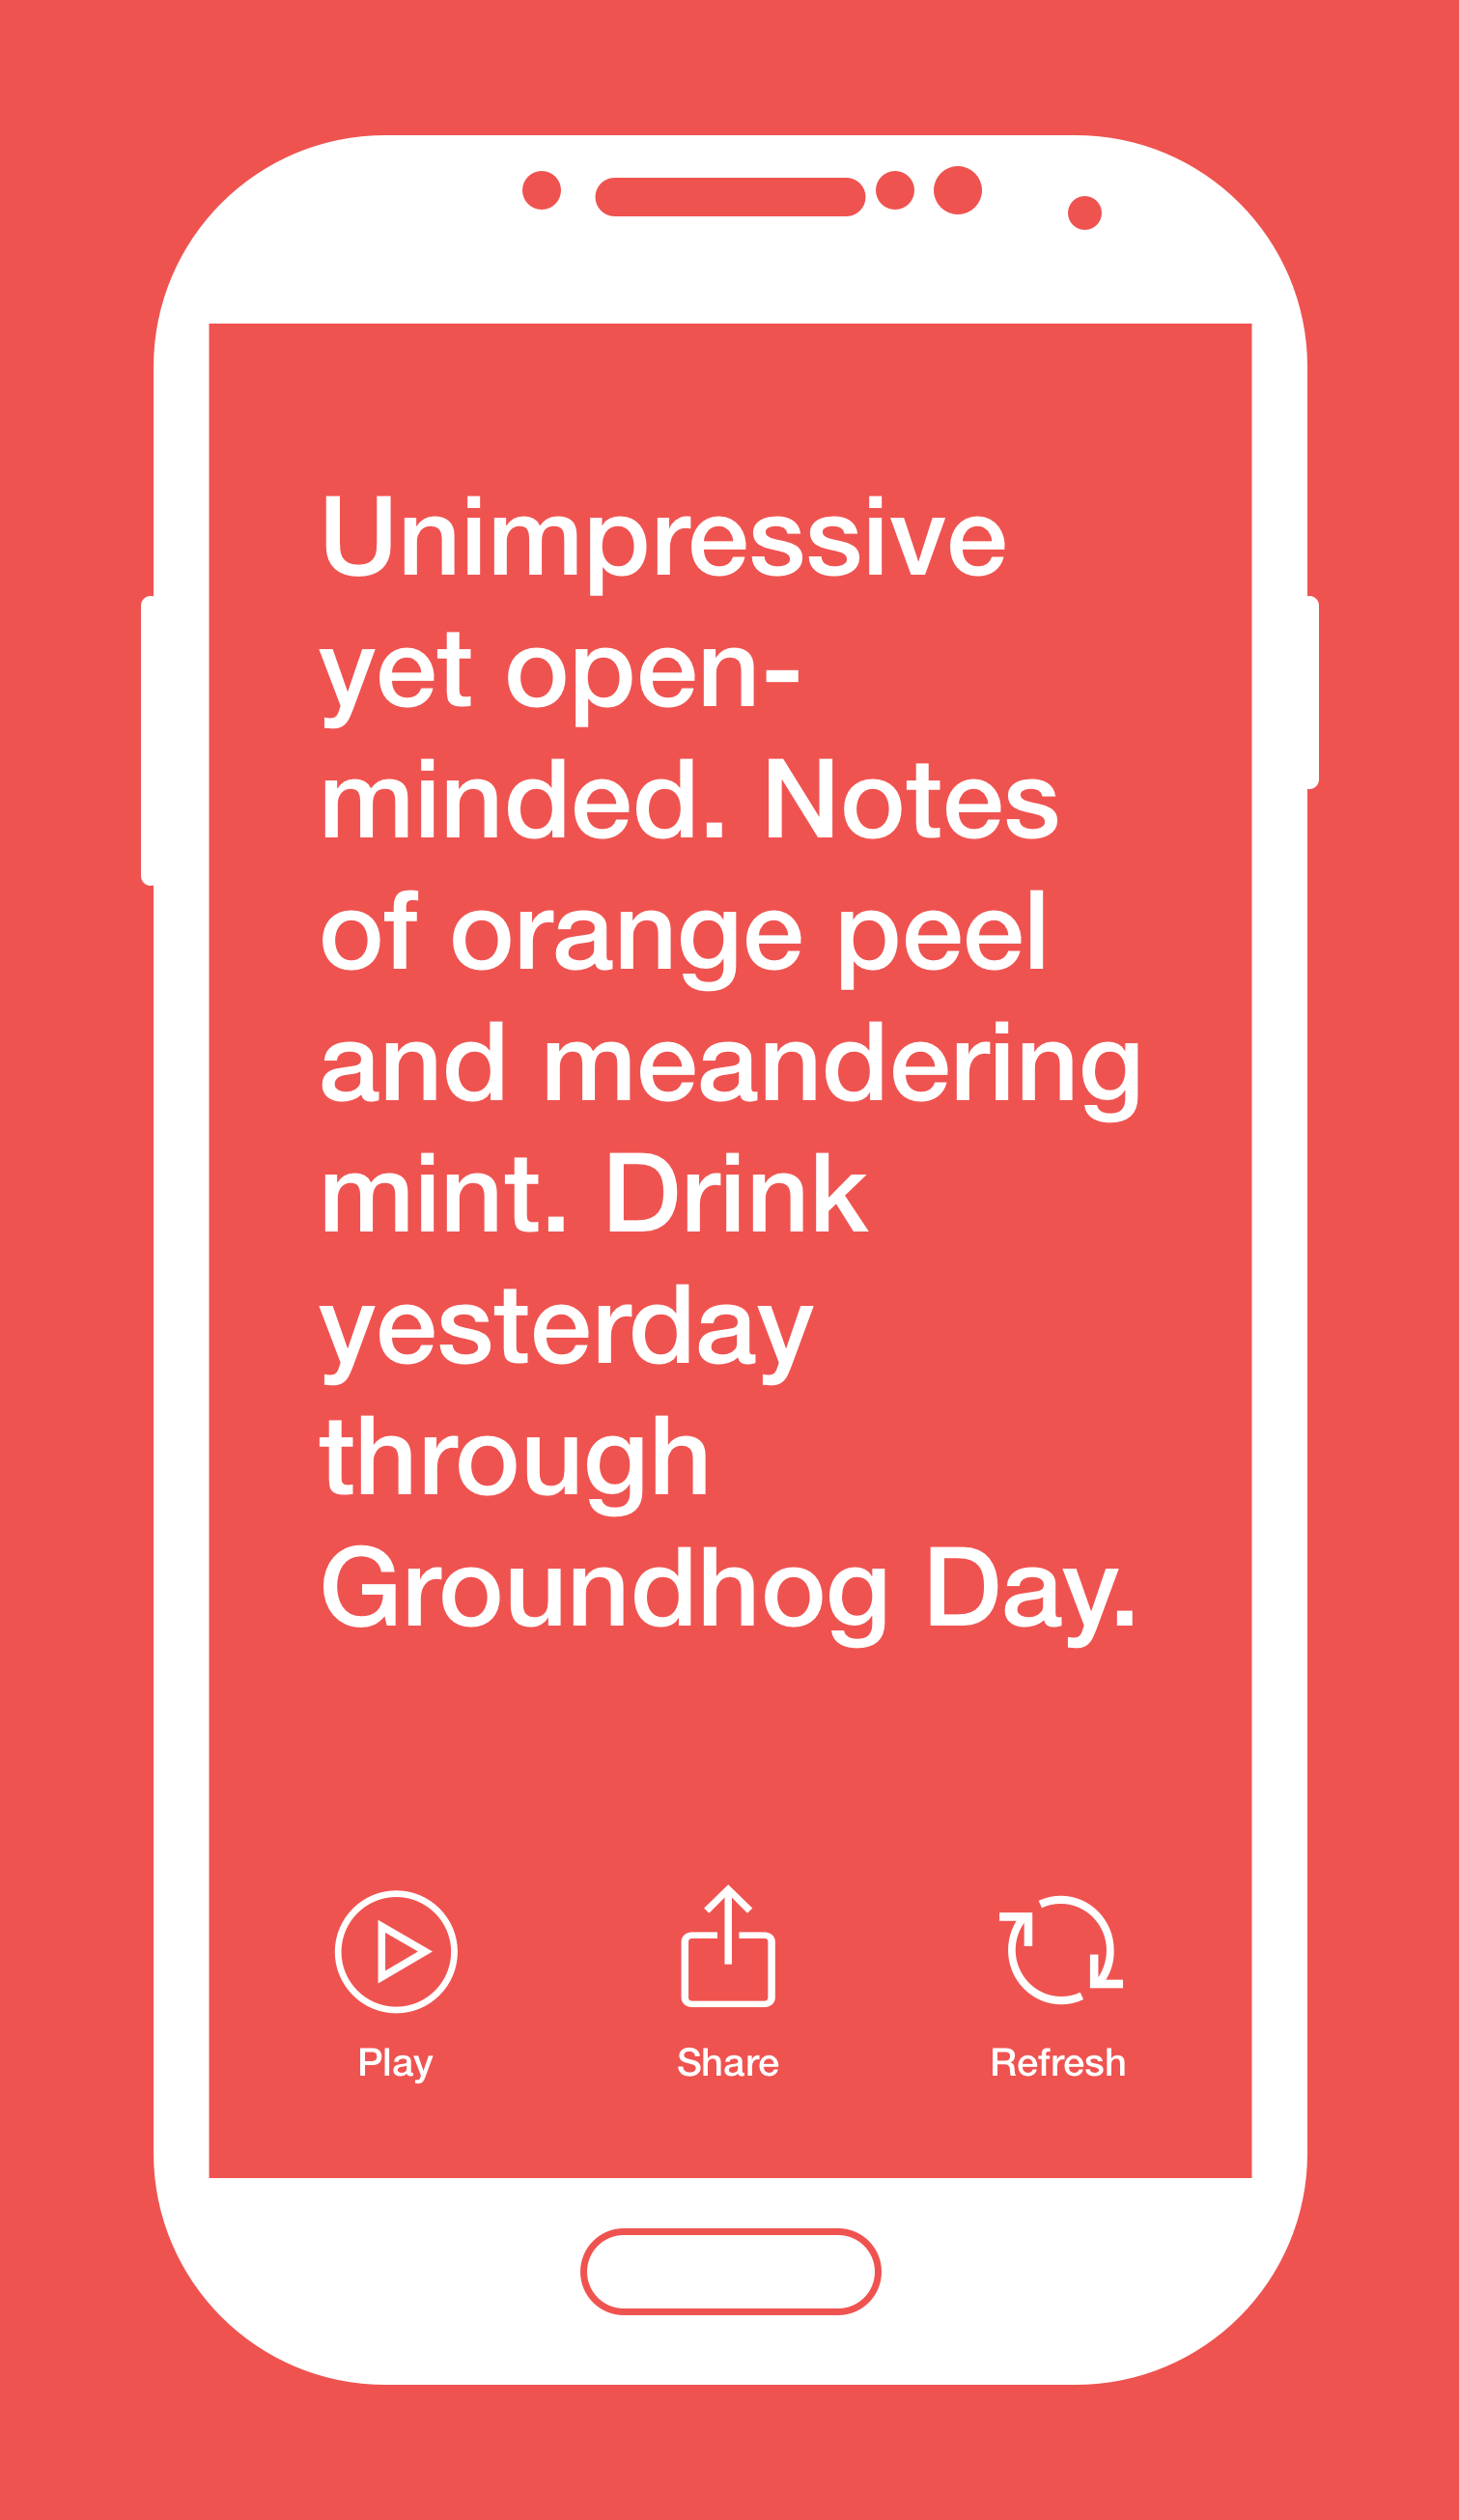 Unimpressive
yet open-
minded. Notes
of orange peel
and meandering
mint. Drink
yesterday
through
Groundhog Day.
Play
Share
Refresh